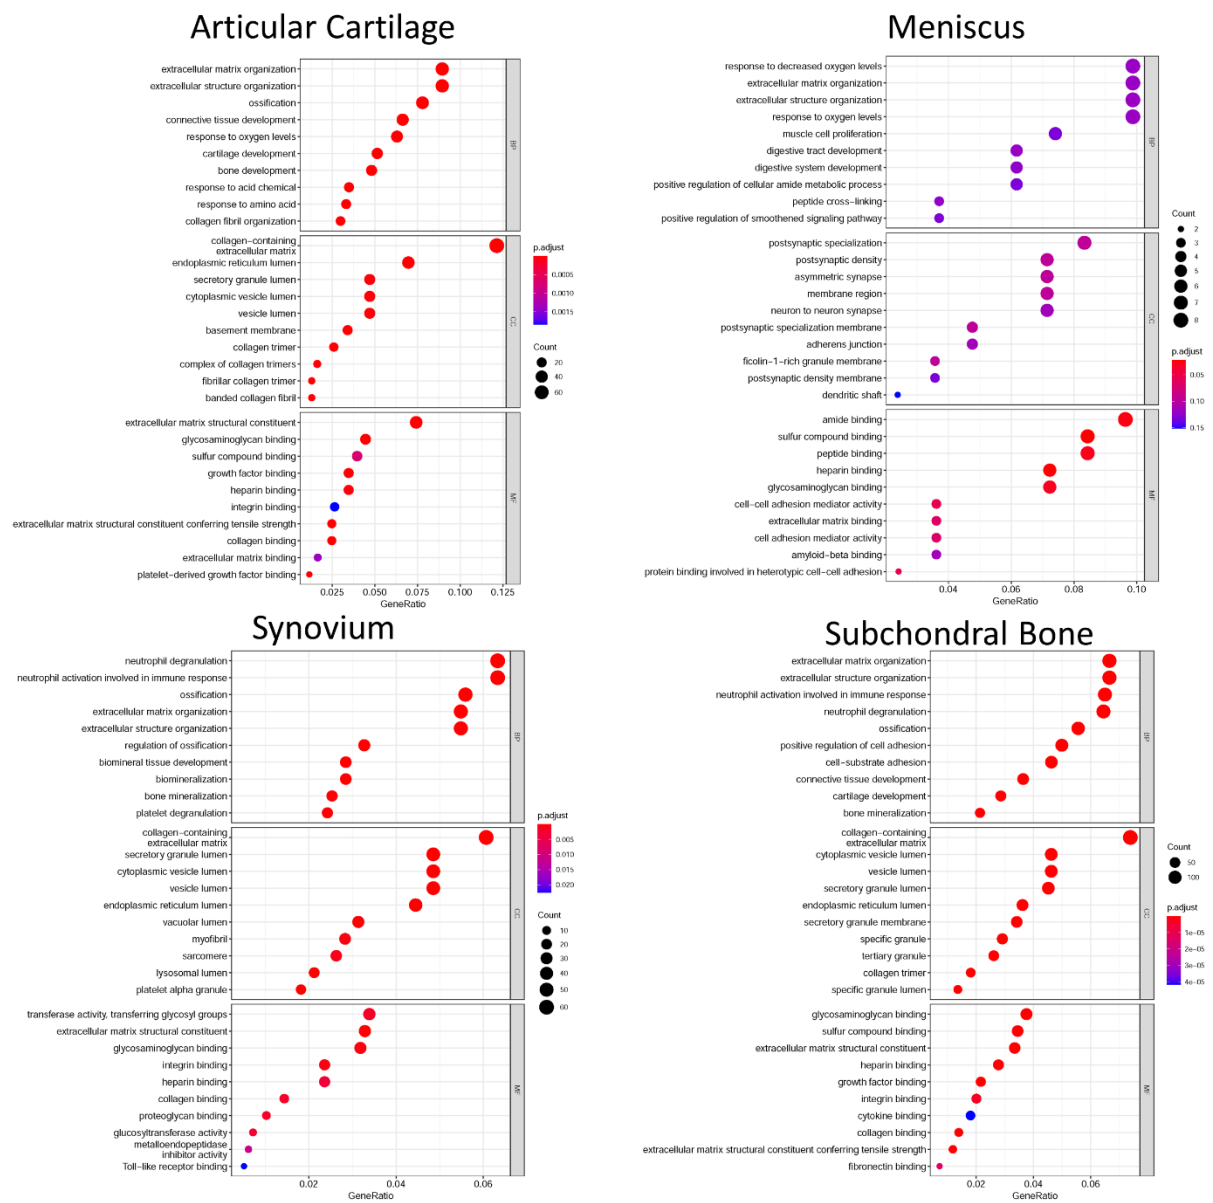 Articular Cartilage
extracellular matrix organization
extracellular structure organization
ossification
connective tissue development
response to oxygen levels
cartilage development
bone development
response to acid chemical
response to amino acid
collagen fibril organization
BP
collagen-containing
extracellular matrix
endoplasmic reticulum lumen
secretory granule lumen
cytoplasmic vesicle lumen
vesicle lumen
basement membrane
collagen trimer
complex of collagen trimers
fibrillar collagen trimer
banded collagen fibril
CC
extracellular matrix structural constituent
glycosaminoglycan binding
sulfur compound binding
growth factor binding
heparin binding
integrin binding
extracellular matrix structural constituent conferring tensile strength
collagen binding
extracellular matrix binding
platelet-derived growth factor binding
MF
0.025 0.050 0.075 0.100 0.125
GeneRatio
p.adjust
0.0005
0.0010
0.0015
Count
20
40
60
Meniscus
response to decreased oxygen levels
extracellular matrix organization
extracellular structure organization
response to oxygen levels
muscle cell proliferation
digestive tract development
digestive system development
positive regulation of cellular amide metabolic process
peptide cross-linking
positive regulation of smoothened signaling pathway
BP
postsynaptic specialization
postsynaptic density
asymmetric synapse
membrane region
neuron to neuron synapse
postsynaptic specialization membrane
adherens junction
ficolin-1-rich granule membrane
postsynaptic density membrane
dendritic shaft
CC
amide binding
sulfur compound binding
peptide binding
heparin binding
glycosaminoglycan binding
cell-cell adhesion mediator activity
extracellular matrix binding
cell adhesion mediator activity
amyloid-beta binding
protein binding involved in heterotypic cell-cell adhesion
MF
0.04 0.06 0.08 0.10
GeneRatio
Count
2
3
4
5
6
7
8
p.adjust
0.05
0.10
0.15
Synovium
neutrophil degranulation
neutrophil activation involved in immune response
ossification
extracellular matrix organization
extracellular structure organization
regulation of ossification
biomineral tissue development
biomineralization
bone mineralization
platelet degranulation
BP
collagen-containing
extracellular matrix
secretory granule lumen
cytoplasmic vesicle lumen
vesicle lumen
endoplasmic reticulum lumen
vacuolar lumen
myofibril
sarcomere
lysosomal lumen
platelet alpha granule
CC
transferase activity, transferring glycosyl groups
extracellular matrix structural constituent
glycosaminoglycan binding
integrin binding
heparin binding
collagen binding
proteoglycan binding
glucosyltransferase activity
metalloendopeptidase
inhibitor activity
Toll-like receptor binding
MF
0.02 0.04 0.06
GeneRatio
p.adjust
0.005
0.010
0.015
0.020
Count
10
20
30
40
50
60
Subchondral Bone
extracellular matrix organization
extracellular structure organization
neutrophil activation involved in immune response
neutrophil degranulation
ossification
positive regulation of cell adhesion
cell-substrate adhesion
connective tissue development
cartilage development
bone mineralization
BP
collagen-containing
extracellular matrix
cytoplasmic vesicle lumen
vesicle lumen
secretory granule lumen
endoplasmic reticulum lumen
secretory granule membrane
specific granule
tertiary granule
collagen trimer
specific granule lumen
CC
glycosaminoglycan binding
sulfur compound binding
extracellular matrix structural constituent
heparin binding
growth factor binding
integrin binding
cytokine binding
collagen binding
extracellular matrix structural constituent conferring tensile strength
fibronectin binding
MF
0.02 0.04 0.06
GeneRatio
Count
50
100
p.adjust
1e-05
2e-05
3e-05
4e-05